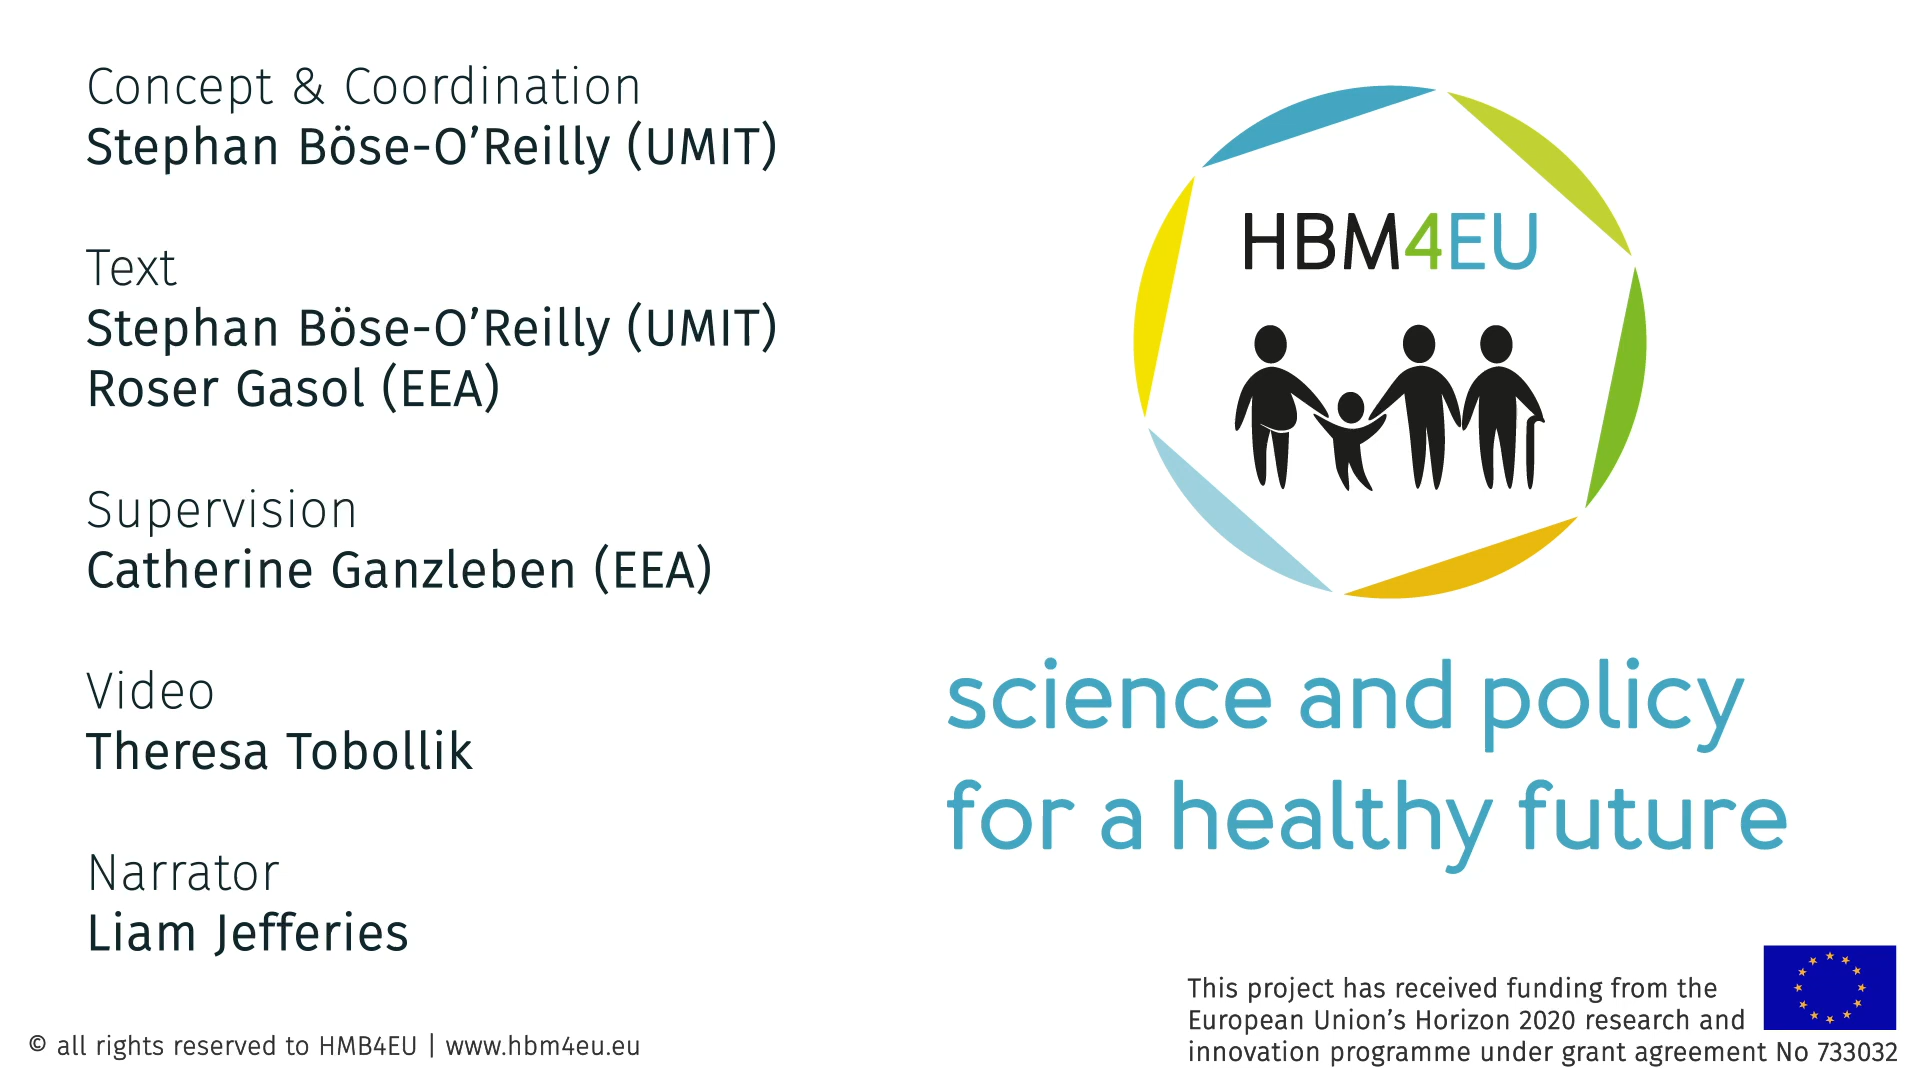 Concept & Coordination
Stephan Böse-O’Reilly (UMIT)
Text
Stephan Böse-O’Reilly (UMIT)
Roser Gasol (EEA)
Supervision
Catherine Ganzleben (EEA)
Video
Theresa Tobollik
Narrator
Liam Jefferies
© all rights reserved to HMB4EU | www.hbm4eu.eu
HBM4EU
science and policy
for a healthy future
This project has received funding from the
European Union’s Horizon 2020 research and
innovation programme under grant agreement No 733032